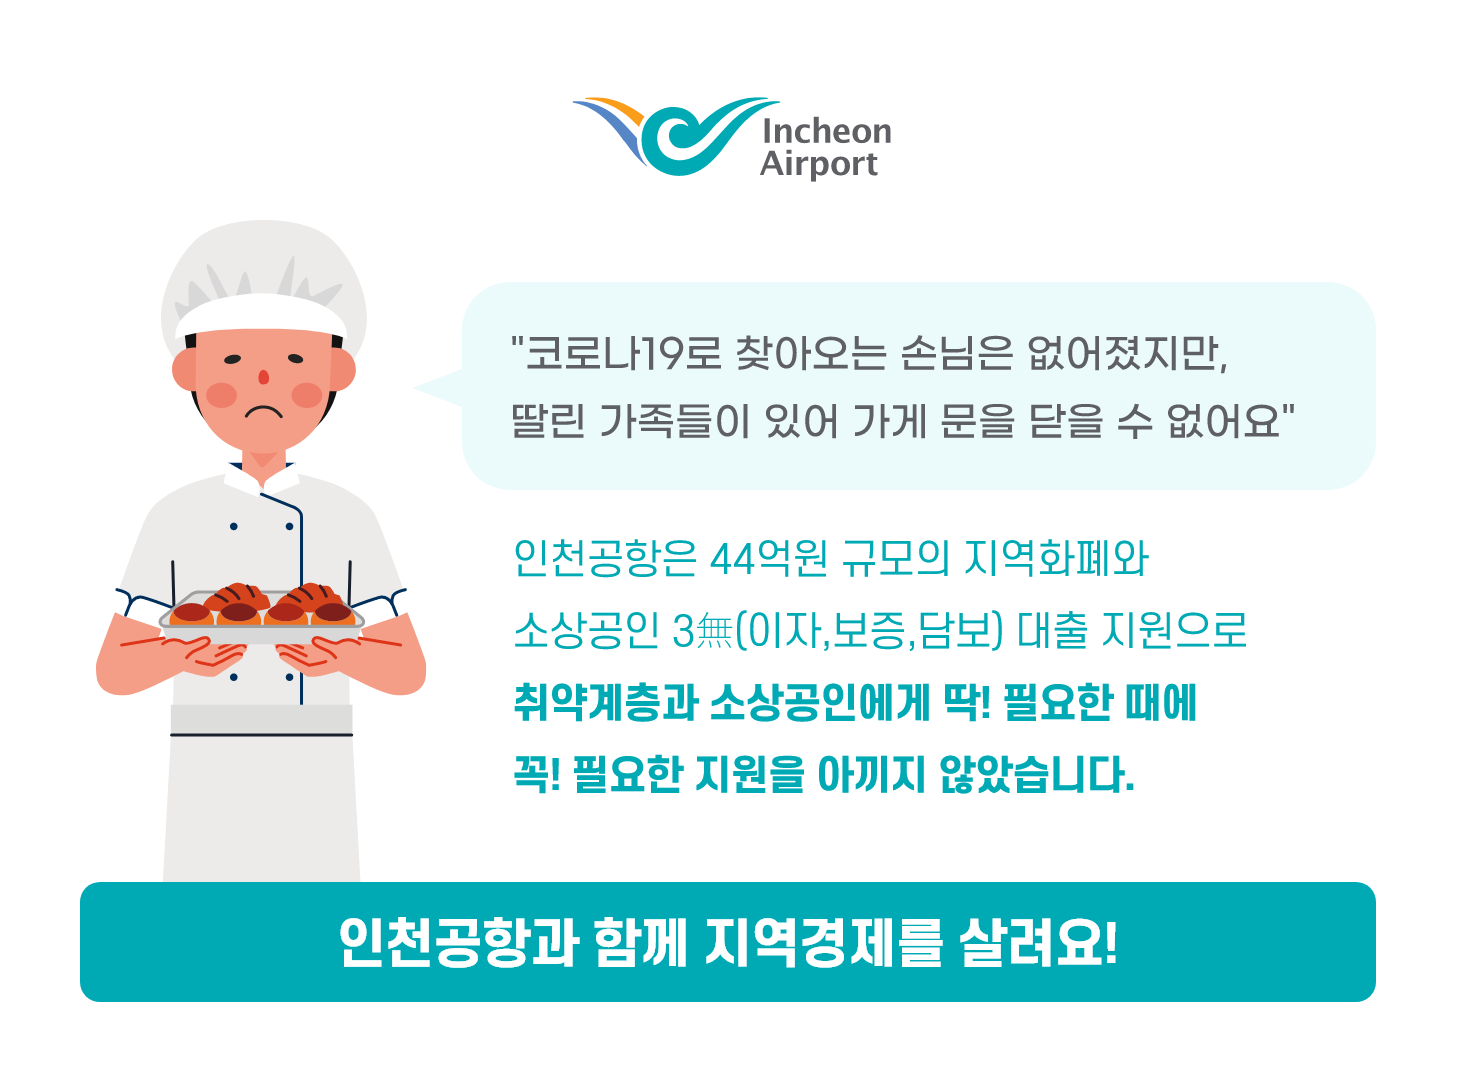 Incheon
Airport
"코로나19로 찾아오는 손님은 없어졌지만,
딸린 가족들이 있어 가게 문을 닫을 수 없어요"
인천공항은 44억원 규모의 지역화폐와
소상공인 3無(이자,보증,담보) 대출 지원으로
취약계층과 소상공인에게 딱! 필요한 때에
꼭! 필요한 지원을 아끼지 않았습니다.
인천공항과 함께 지역경제를 살려요!